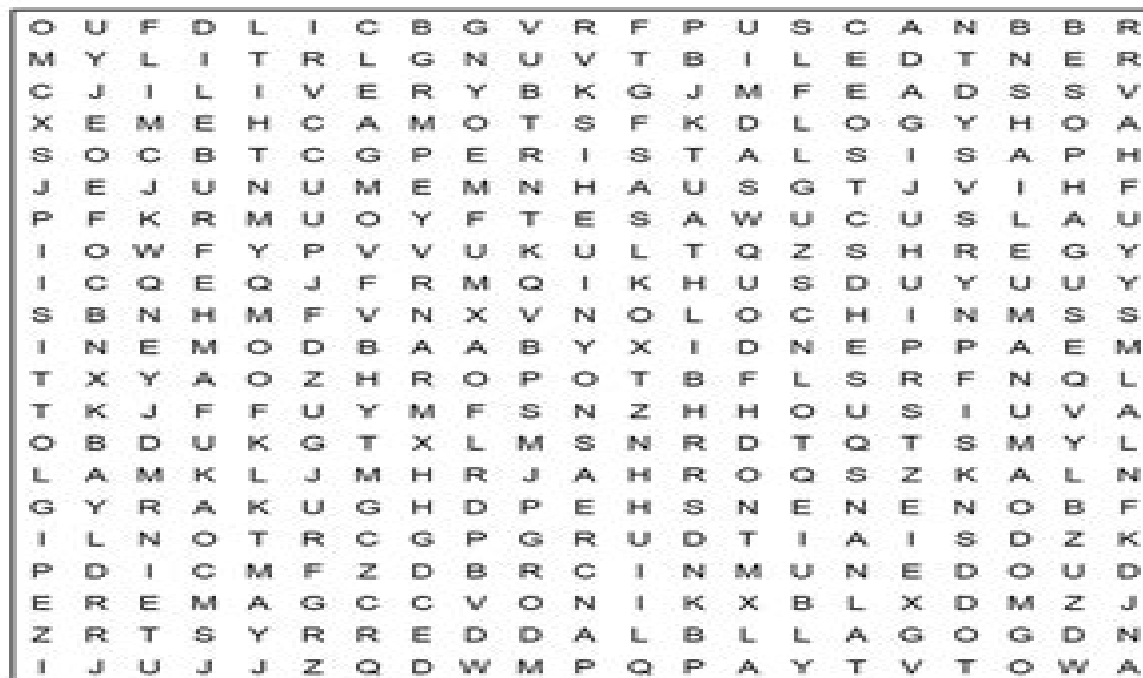 O U F D L I C B G V R F P U S C A N B B R
M Y L I T R L G N U V T B I L E D T N E R
C J I L I V E R Y B K G J M F E A D S S V
X E M E H C A M O T S F K D L O G Y H O A
S O C B T C G P E R I S T A L S I S A P H
J E J U N U M E M N H A U S G T J V I H F
P F K R M U O Y F T E S A W U C U S L A U
I O W F Y P V V U K U L T Q Z S H R E G Y
I C Q E Q J F R M Q I K H U S D U Y U U Y
S B N H M F V N X V N O L O C H I N M S S
I N E M O D B A A B Y X I D N E P P A E M
T X Y A O Z H R O P O T B F L S R F N Q L
T K J F F U Y M F S N Z H H O U S I U V A
O B D U K G T X L M S N R D T Q T S M Y L
L A M K L J M H R J A H R O Q S Z K A L N
G Y R A K U G H D P E H S N E N E N O B F
I L N O T R C G P G R U D T I A I S D Z K
P D I C M F Z D B R C I N M U N E D O U D
E R E M A G C C V O N I K X B L X D M Z J
Z R T S Y R R E D D A L B L L A G O G D N
I J U J J Z Q D W M P Q P A Y T V T O W A